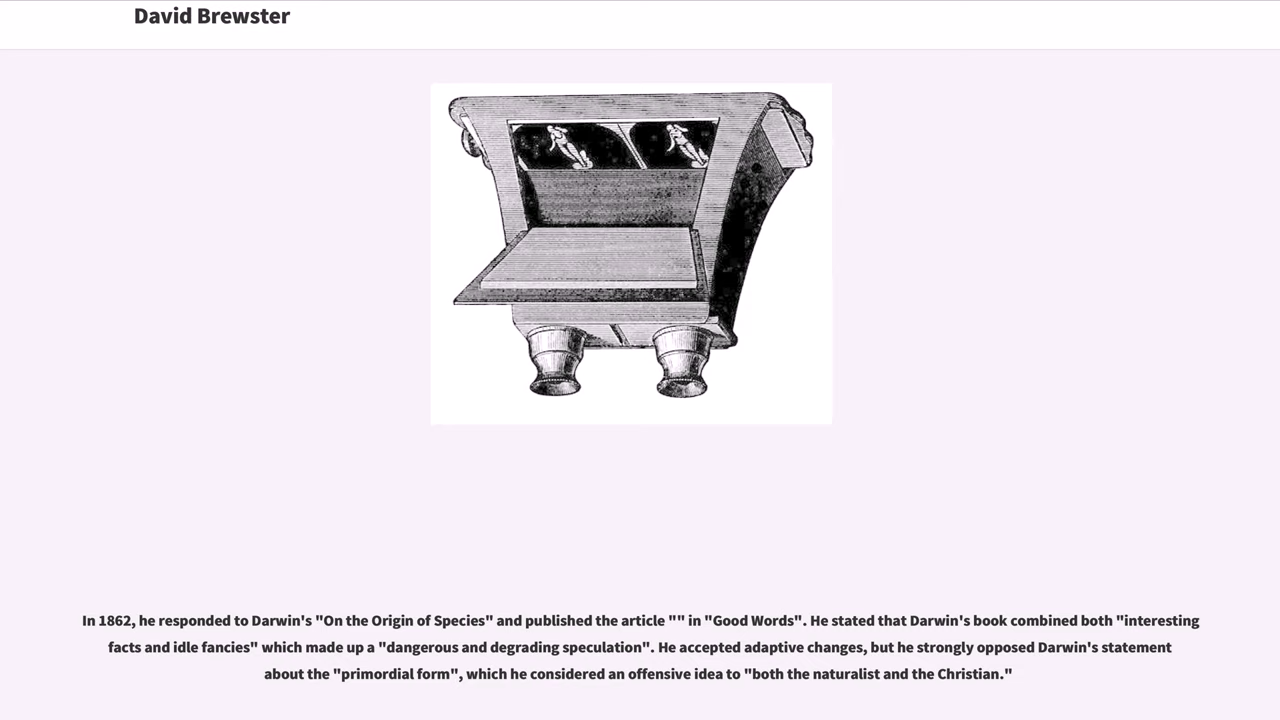 David Brewster
In 1862, he responded to Darwin's "On the Origin of Species" and published the article "" in "Good Words". He stated that Darwin's book combined both "interesting
facts and idle fancies" which made up a "dangerous and degrading speculation". He accepted adaptive changes, but he strongly opposed Darwin's statement
about the "primordial form", which he considered an offensive idea to "both the naturalist and the Christian."